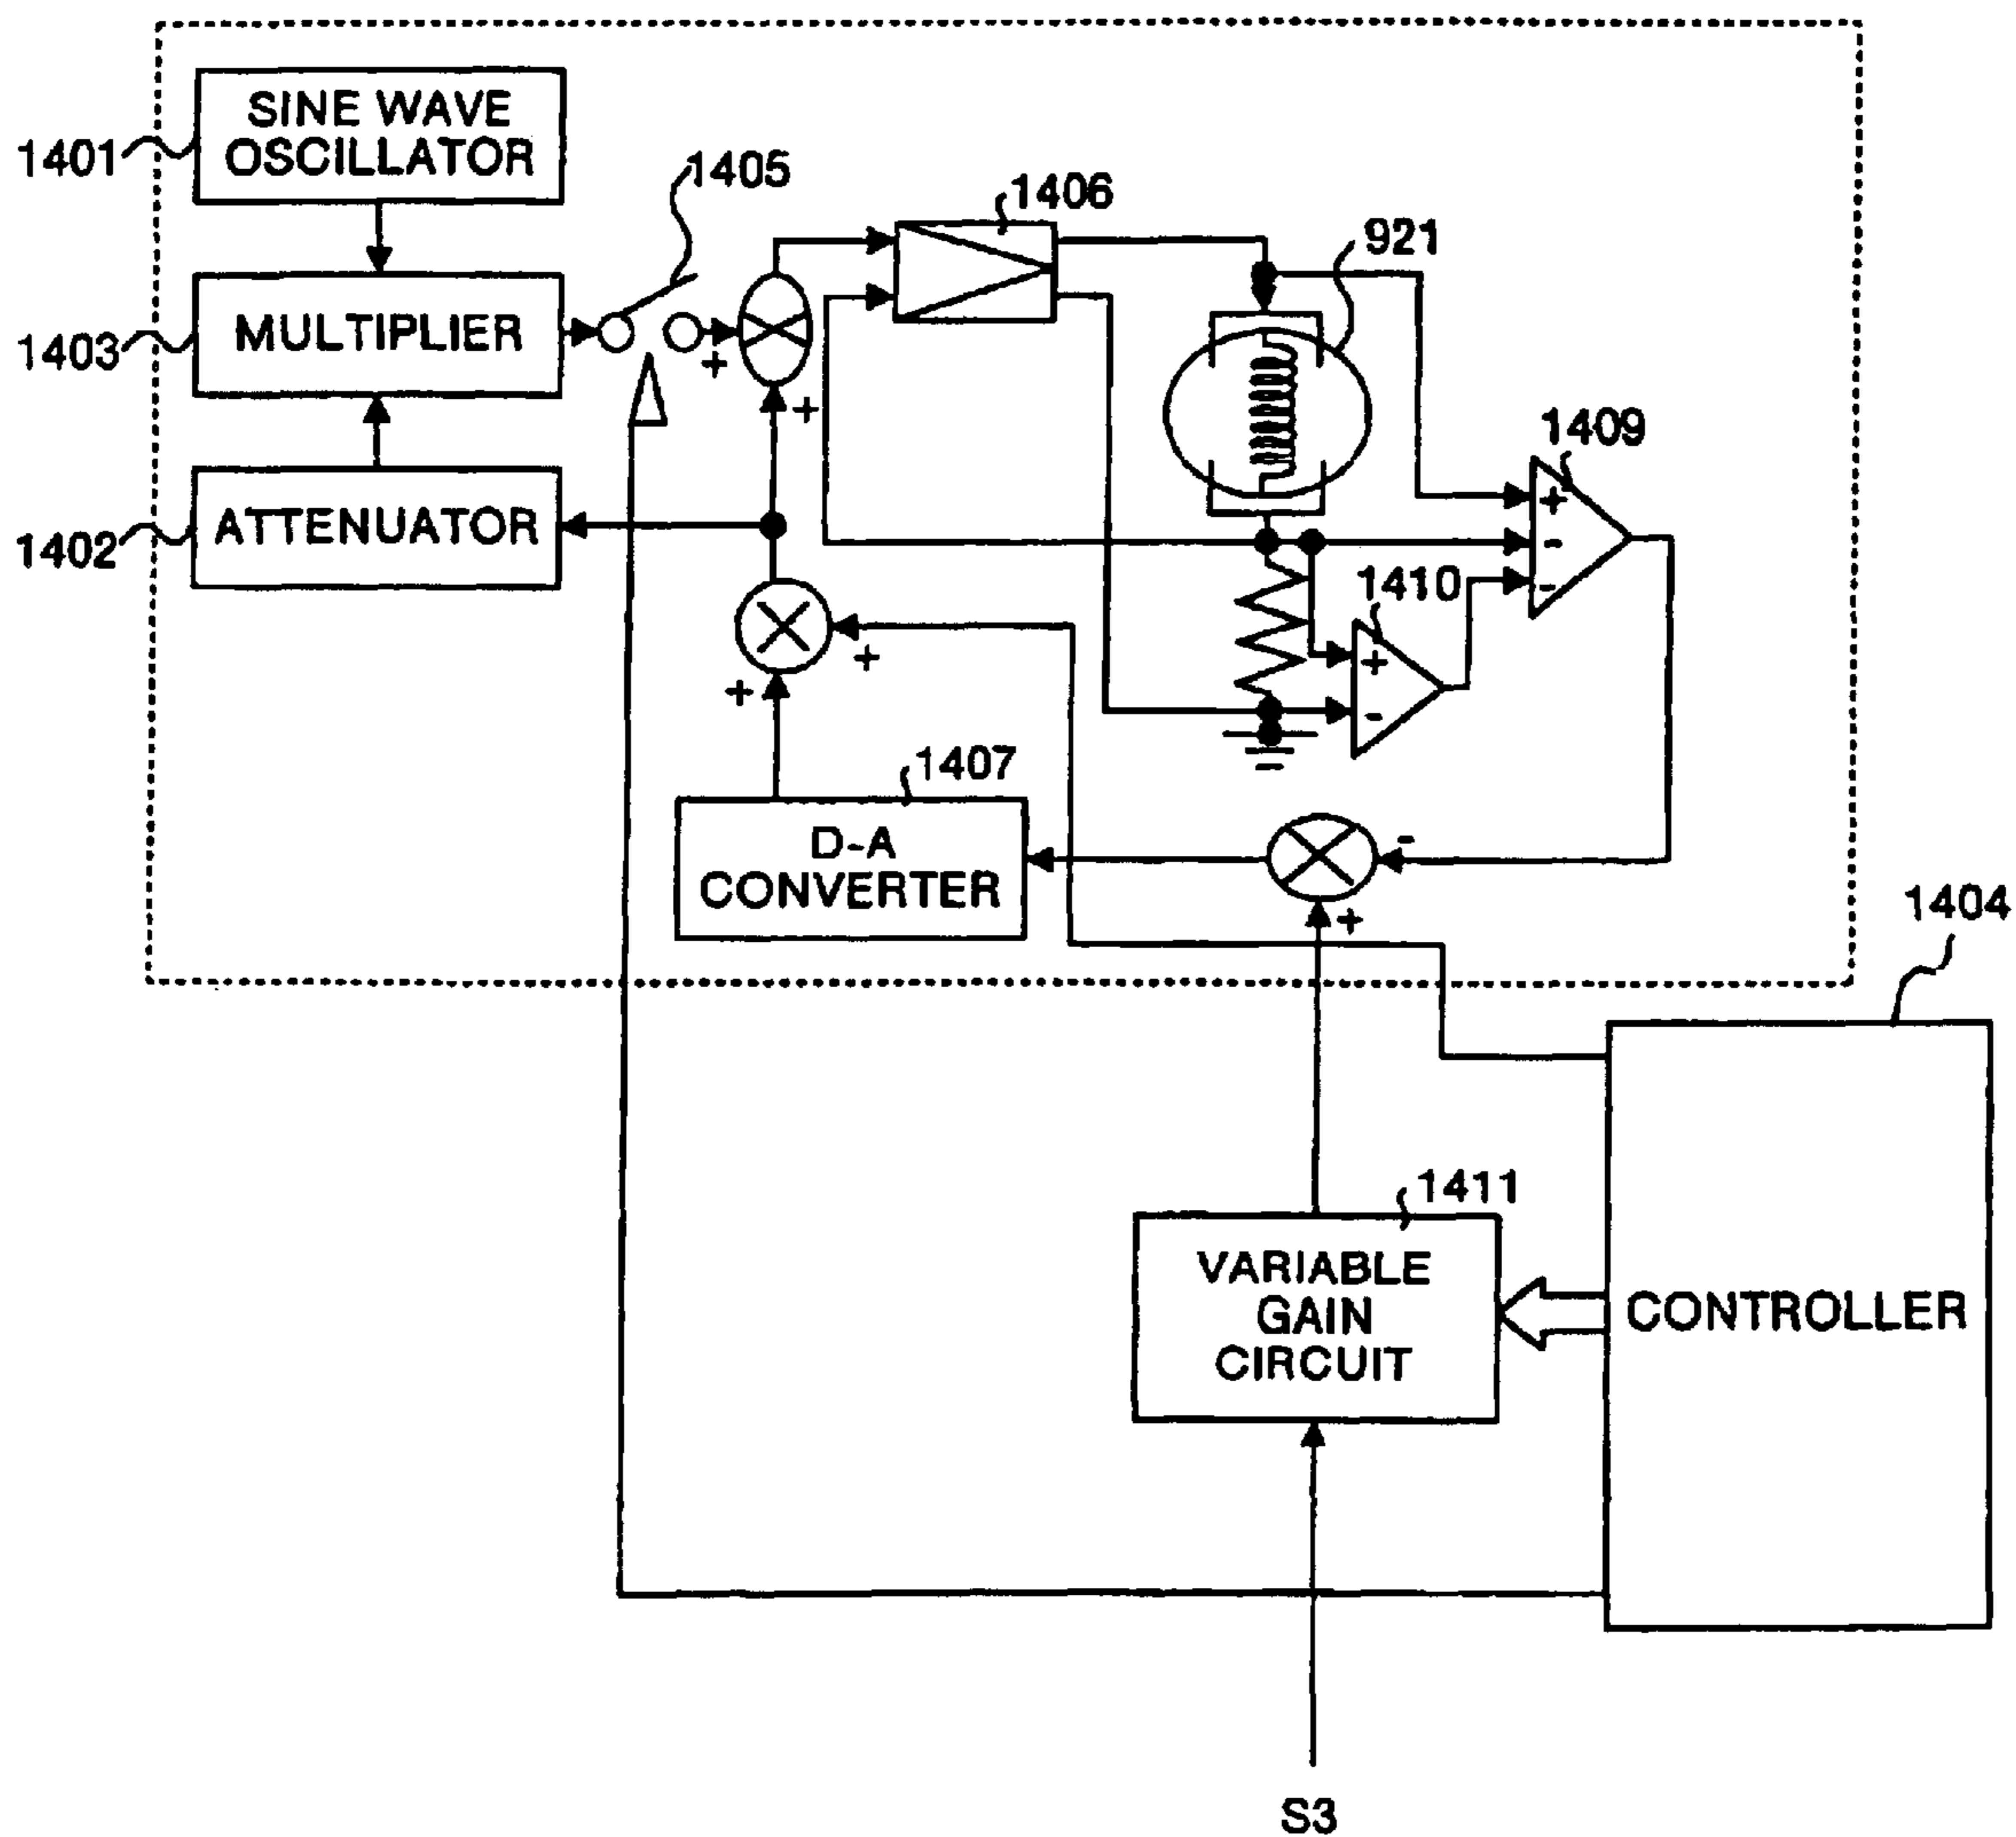 SINE WAVE
OSCILLATOR
1401
1405
1406
921
MULTIPLIER
1403
+
+
1409
ATTENUATOR
1402
+
-
-
1410
+
+
+
-
1407
D-A
CONVERTER
-
+
1404
1411
VARIABLE
GAIN
CIRCUIT
CONTROLLER
S3